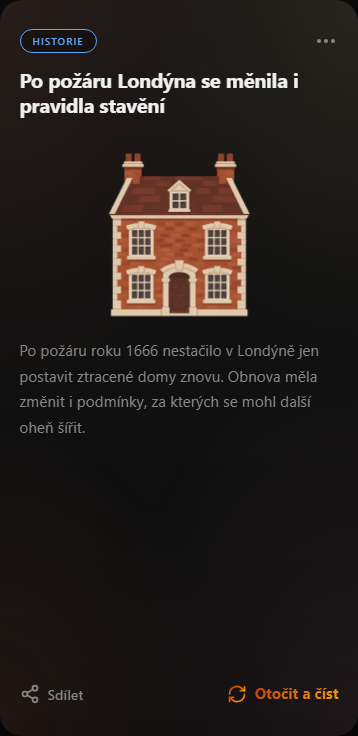 HISTORIE
Po požáru Londýna se měnila i
pravidla stavění
Po požáru roku 1666 nestačilo v Londýně jen
postavit ztracené domy znovu. Obnova měla
změnit i podmínky, za kterých se mohl další
oheň šířit.
Sdílet
Otočit a číst